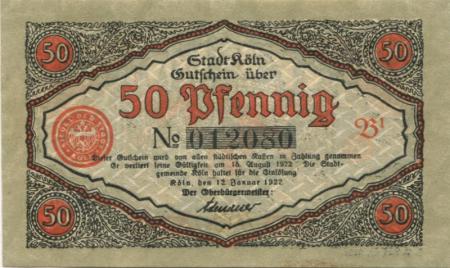 50 50
Stadt Köln
Gutschein über
50 Pfennig
№ 012080 B¹
Dieser Gutschein wird von allen städtischen Kassen in Zahlung genommen
Er verliert seine Gültigkeit am 18. August 1922 Die Stadt-
gemeinde Köln haftet für die Einlösung
Köln, den 12 Januar 1922
Der Oberbürgermeister:
50 50